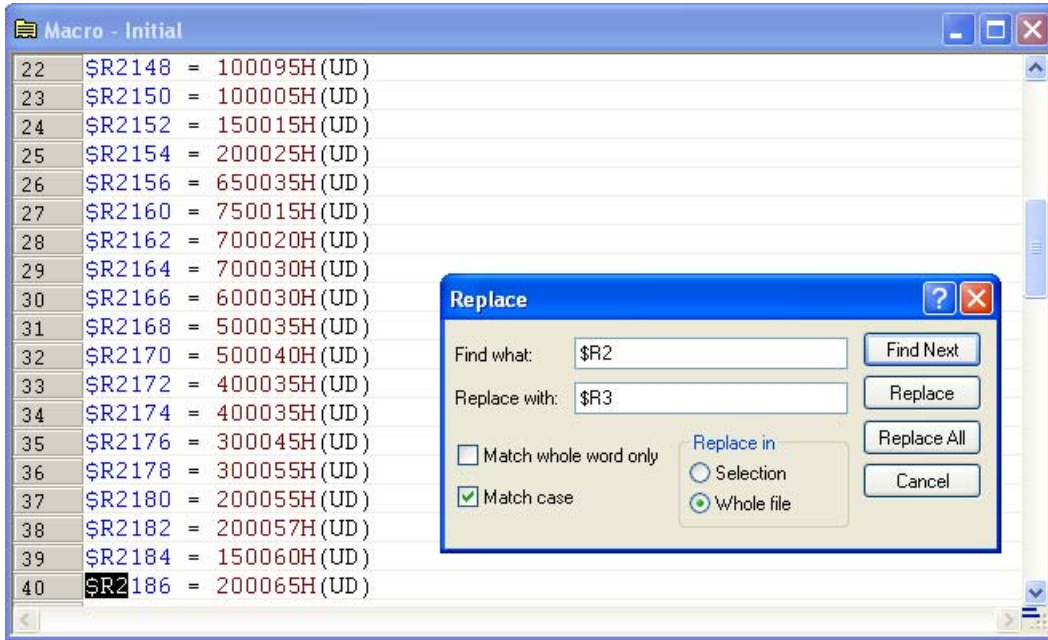 Macro - Initial
22 $R2148 = 100095H(UD)
23 $R2150 = 100005H(UD)
24 $R2152 = 150015H(UD)
25 $R2154 = 200025H(UD)
26 $R2156 = 650035H(UD)
27 $R2160 = 750015H(UD)
28 $R2162 = 700020H(UD)
29 $R2164 = 700030H(UD)
30 $R2166 = 600030H(UD)
31 $R2168 = 500035H(UD)
32 $R2170 = 500040H(UD)
33 $R2172 = 400035H(UD)
34 $R2174 = 400035H(UD)
35 $R2176 = 300045H(UD)
36 $R2178 = 300055H(UD)
37 $R2180 = 200055H(UD)
38 $R2182 = 200057H(UD)
39 $R2184 = 150060H(UD)
40 $R2186 = 200065H(UD)
Replace
Find what: $R2 Find Next
Replace with: $R3 Replace
Match whole word only Replace in Replace All
Selection Cancel
Match case Whole file